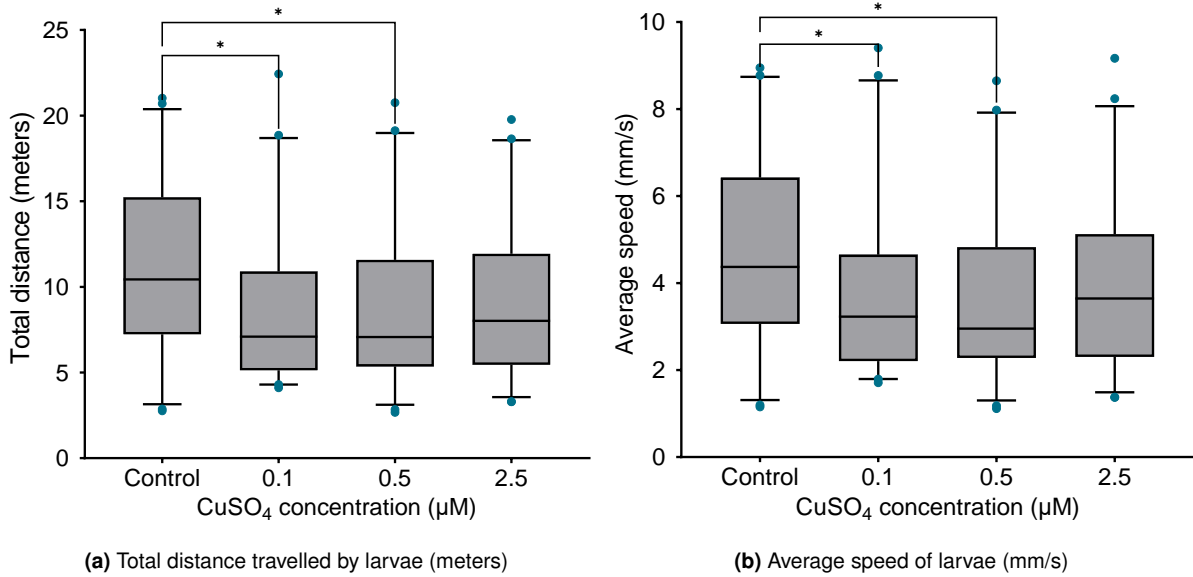 Total distance (meters)
25
20
15
10
5
0
*
*
Control 0.1 0.5 2.5
CuSO₄ concentration (µM)
(a) Total distance travelled by larvae (meters)
Average speed (mm/s)
10
8
6
4
2
0
*
*
Control 0.1 0.5 2.5
CuSO₄ concentration (µM)
(b) Average speed of larvae (mm/s)